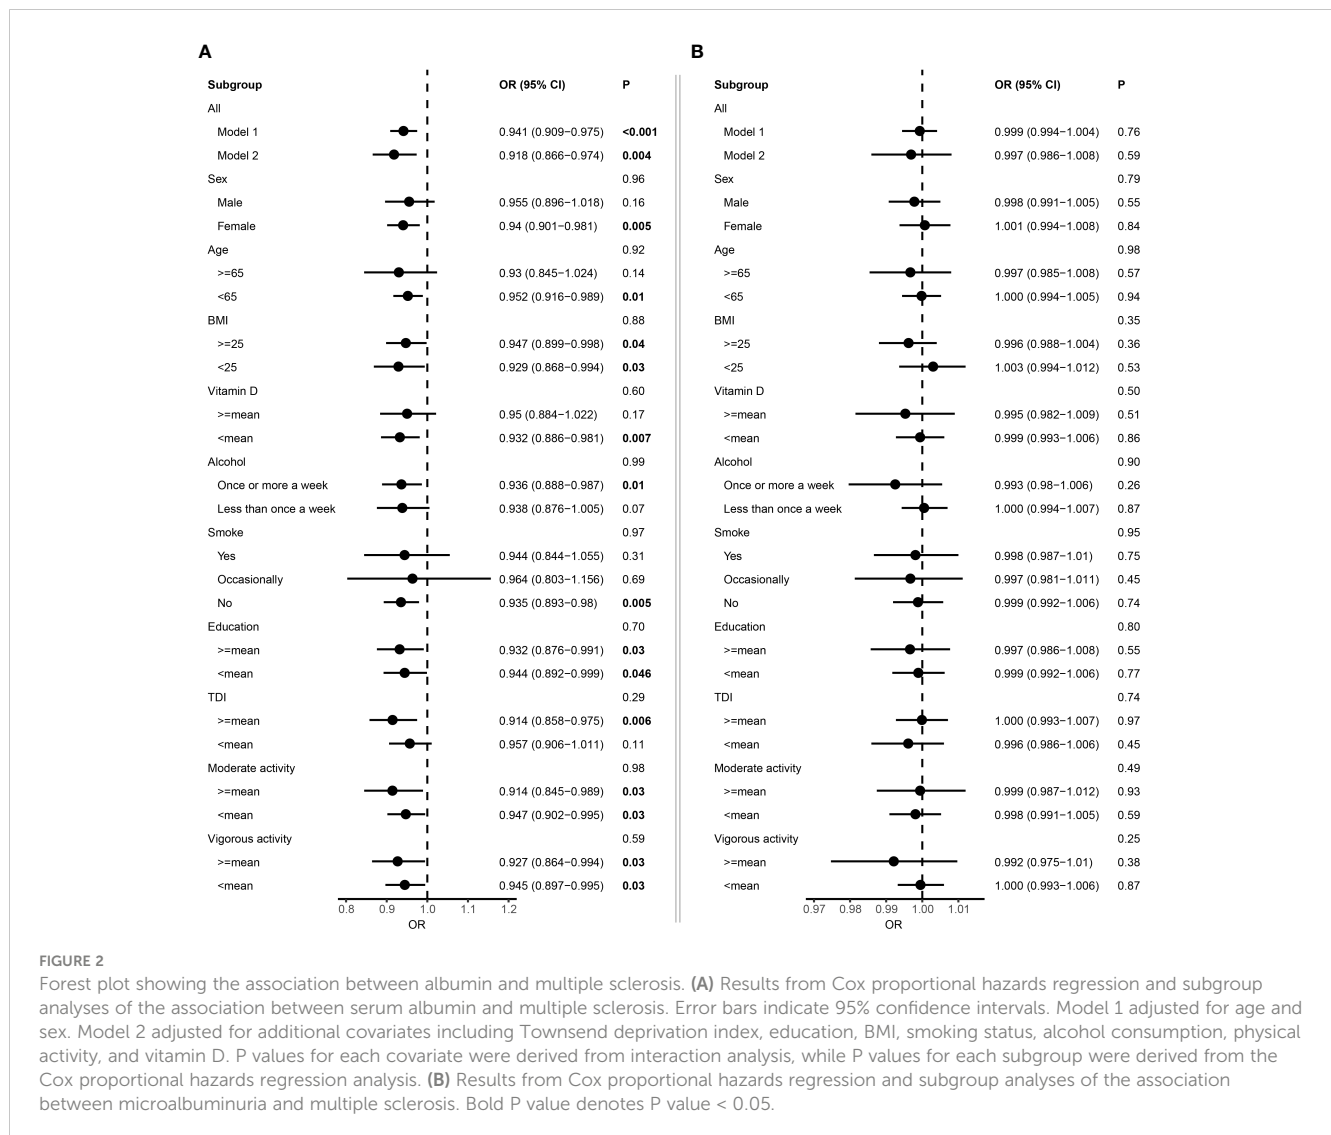 A
Subgroup OR (95% CI) P
All
Model 1 0.941 (0.909−0.975) <0.001
Model 2 0.918 (0.866−0.974) 0.004
Sex 0.96
Male 0.955 (0.896−1.018) 0.16
Female 0.94 (0.901−0.981) 0.005
Age 0.92
>=65 0.93 (0.845−1.024) 0.14
<65 0.952 (0.916−0.989) 0.01
BMI 0.88
>=25 0.947 (0.899−0.998) 0.04
<25 0.929 (0.868−0.994) 0.03
Vitamin D 0.60
>=mean 0.95 (0.884−1.022) 0.17
<mean 0.932 (0.886−0.981) 0.007
Alcohol 0.99
Once or more a week 0.936 (0.888−0.987) 0.01
Less than once a week 0.938 (0.876−1.005) 0.07
Smoke 0.97
Yes 0.944 (0.844−1.055) 0.31
Occasionally 0.964 (0.803−1.156) 0.69
No 0.935 (0.893−0.98) 0.005
Education 0.70
>=mean 0.932 (0.876−0.991) 0.03
<mean 0.944 (0.892−0.999) 0.046
TDI 0.29
>=mean 0.914 (0.858−0.975) 0.006
<mean 0.957 (0.906−1.011) 0.11
Moderate activity 0.98
>=mean 0.914 (0.845−0.989) 0.03
<mean 0.947 (0.902−0.995) 0.03
Vigorous activity 0.59
>=mean 0.927 (0.864−0.994) 0.03
<mean 0.945 (0.897−0.995) 0.03
0.8 0.9 1.0 1.1 1.2
OR
B
Subgroup OR (95% CI) P
All
Model 1 0.999 (0.994−1.004) 0.76
Model 2 0.997 (0.986−1.008) 0.59
Sex 0.79
Male 0.998 (0.991−1.005) 0.55
Female 1.001 (0.994−1.008) 0.84
Age 0.98
>=65 0.997 (0.985−1.008) 0.57
<65 1.000 (0.994−1.005) 0.94
BMI 0.35
>=25 0.996 (0.988−1.004) 0.36
<25 1.003 (0.994−1.012) 0.53
Vitamin D 0.50
>=mean 0.995 (0.982−1.009) 0.51
<mean 0.999 (0.993−1.006) 0.86
Alcohol 0.90
Once or more a week 0.993 (0.98−1.006) 0.26
Less than once a week 1.000 (0.994−1.007) 0.87
Smoke 0.95
Yes 0.998 (0.987−1.01) 0.75
Occasionally 0.997 (0.981−1.011) 0.45
No 0.999 (0.992−1.006) 0.74
Education 0.80
>=mean 0.997 (0.986−1.008) 0.55
<mean 0.999 (0.992−1.006) 0.77
TDI 0.74
>=mean 1.000 (0.993−1.007) 0.97
<mean 0.996 (0.986−1.006) 0.45
Moderate activity 0.49
>=mean 0.999 (0.987−1.012) 0.93
<mean 0.998 (0.991−1.005) 0.59
Vigorous activity 0.25
>=mean 0.992 (0.975−1.01) 0.38
<mean 1.000 (0.993−1.006) 0.87
0.97 0.98 0.99 1.00 1.01
OR
FIGURE 2
Forest plot showing the association between albumin and multiple sclerosis. (A) Results from Cox proportional hazards regression and subgroup
analyses of the association between serum albumin and multiple sclerosis. Error bars indicate 95% confidence intervals. Model 1 adjusted for age and
sex. Model 2 adjusted for additional covariates including Townsend deprivation index, education, BMI, smoking status, alcohol consumption, physical
activity, and vitamin D. P values for each covariate were derived from interaction analysis, while P values for each subgroup were derived from the
Cox proportional hazards regression analysis. (B) Results from Cox proportional hazards regression and subgroup analyses of the association
between microalbuminuria and multiple sclerosis. Bold P value denotes P value < 0.05.